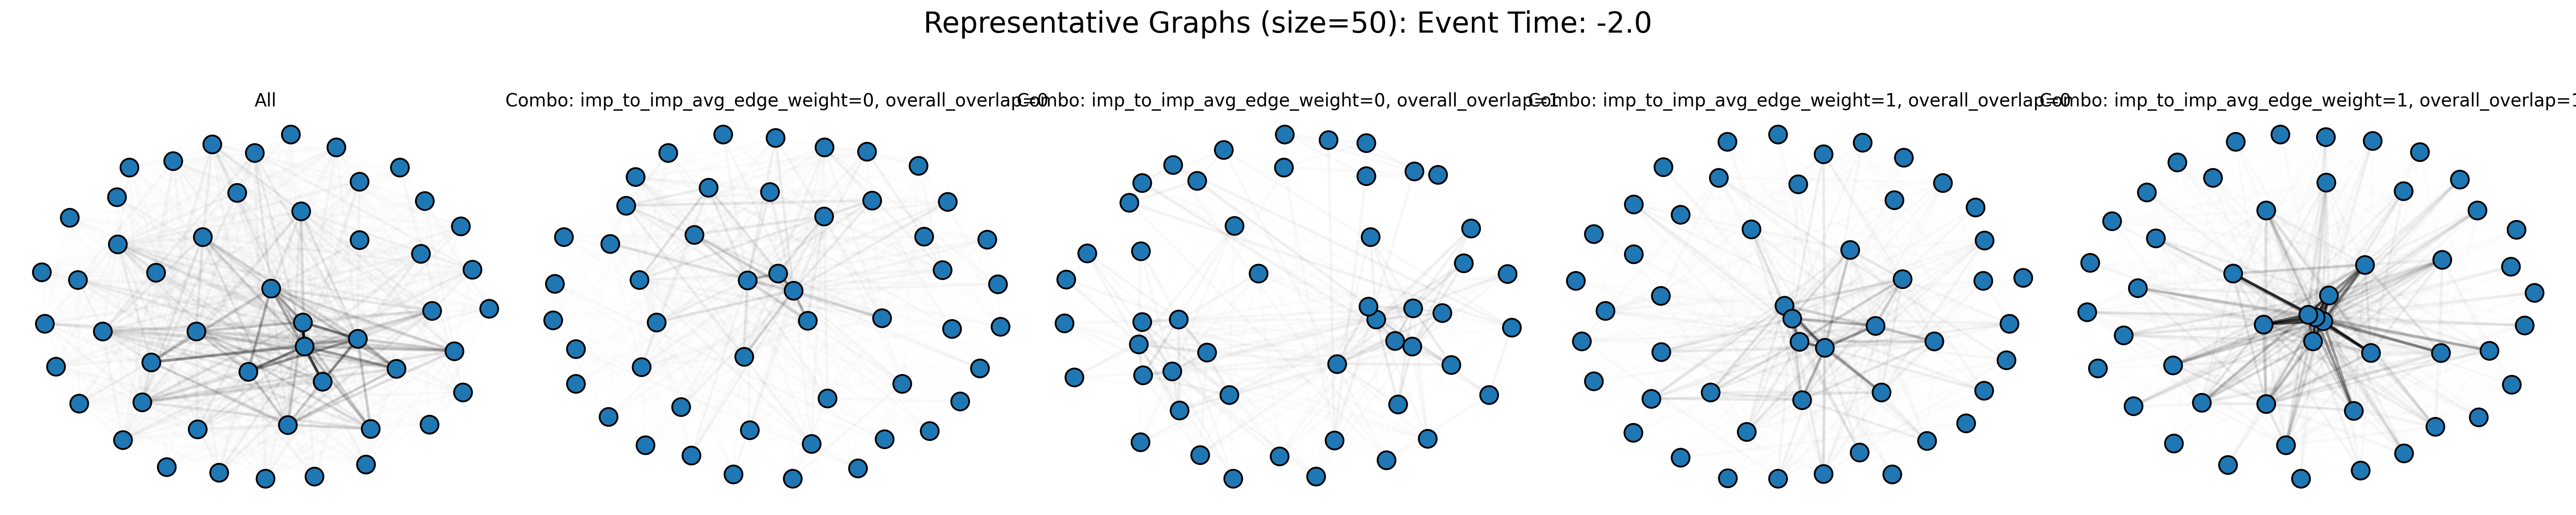 Representative Graphs (size=50): Event Time: -2.0
All
Combo: imp_to_imp_avg_edge_weight=0, overall_overlap=0
Combo: imp_to_imp_avg_edge_weight=0, overall_overlap=1
Combo: imp_to_imp_avg_edge_weight=1, overall_overlap=0
Combo: imp_to_imp_avg_edge_weight=1, overall_overlap=1